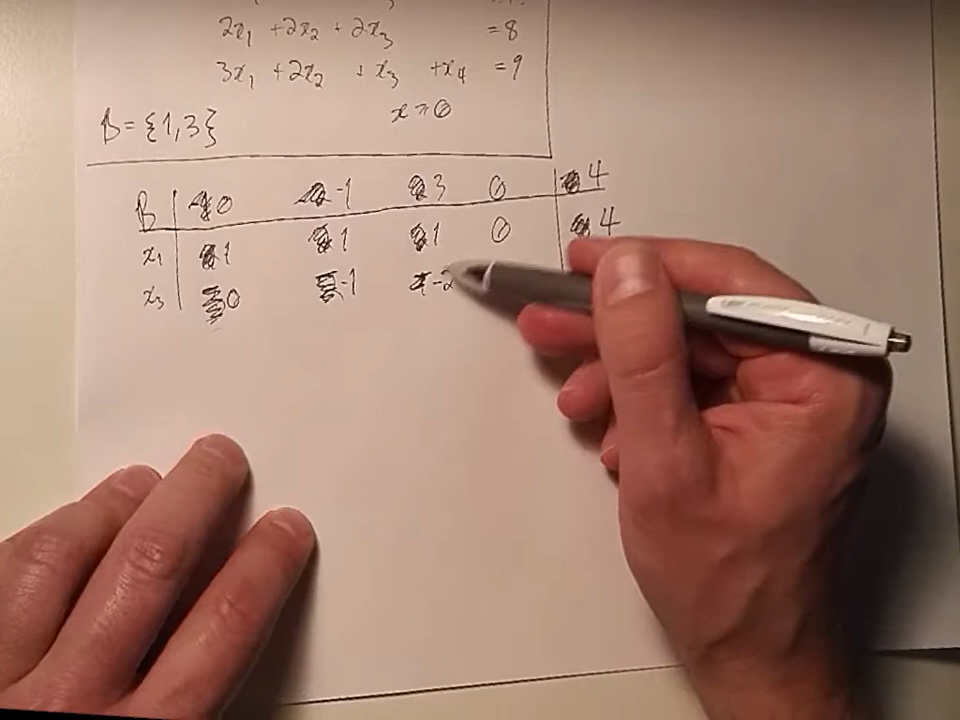 2x₁ +2x₂ + 2x₃ =8
3x₁ +2x₂ + x₃ +x₄ =9
x ≥ 0
B = {1,3}
B 0 -1 3 0 4
x₁ 1 1 1 0 4
x₃ 0 -1 -2